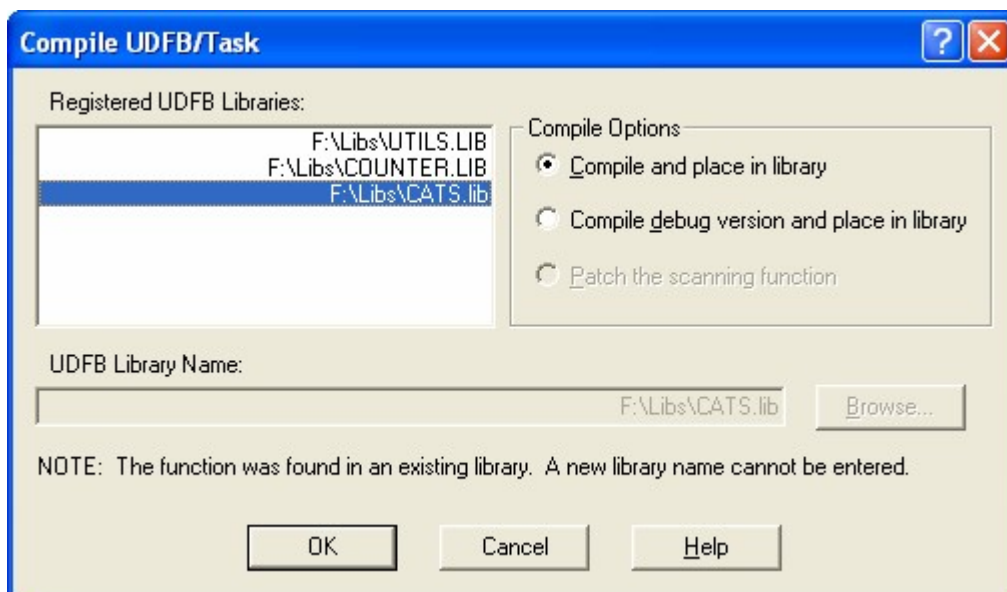 Compile UDFB/Task
Registered UDFB Libraries:
F:\Libs\UTILS.LIB
F:\Libs\COUNTER.LIB
F:\Libs\CATS.lib
Compile Options
Compile and place in library
Compile debug version and place in library
Patch the scanning function
UDFB Library Name:
F:\Libs\CATS.lib
Browse...
NOTE:  The function was found in an existing library.  A new library name cannot be entered.
OK
Cancel
Help